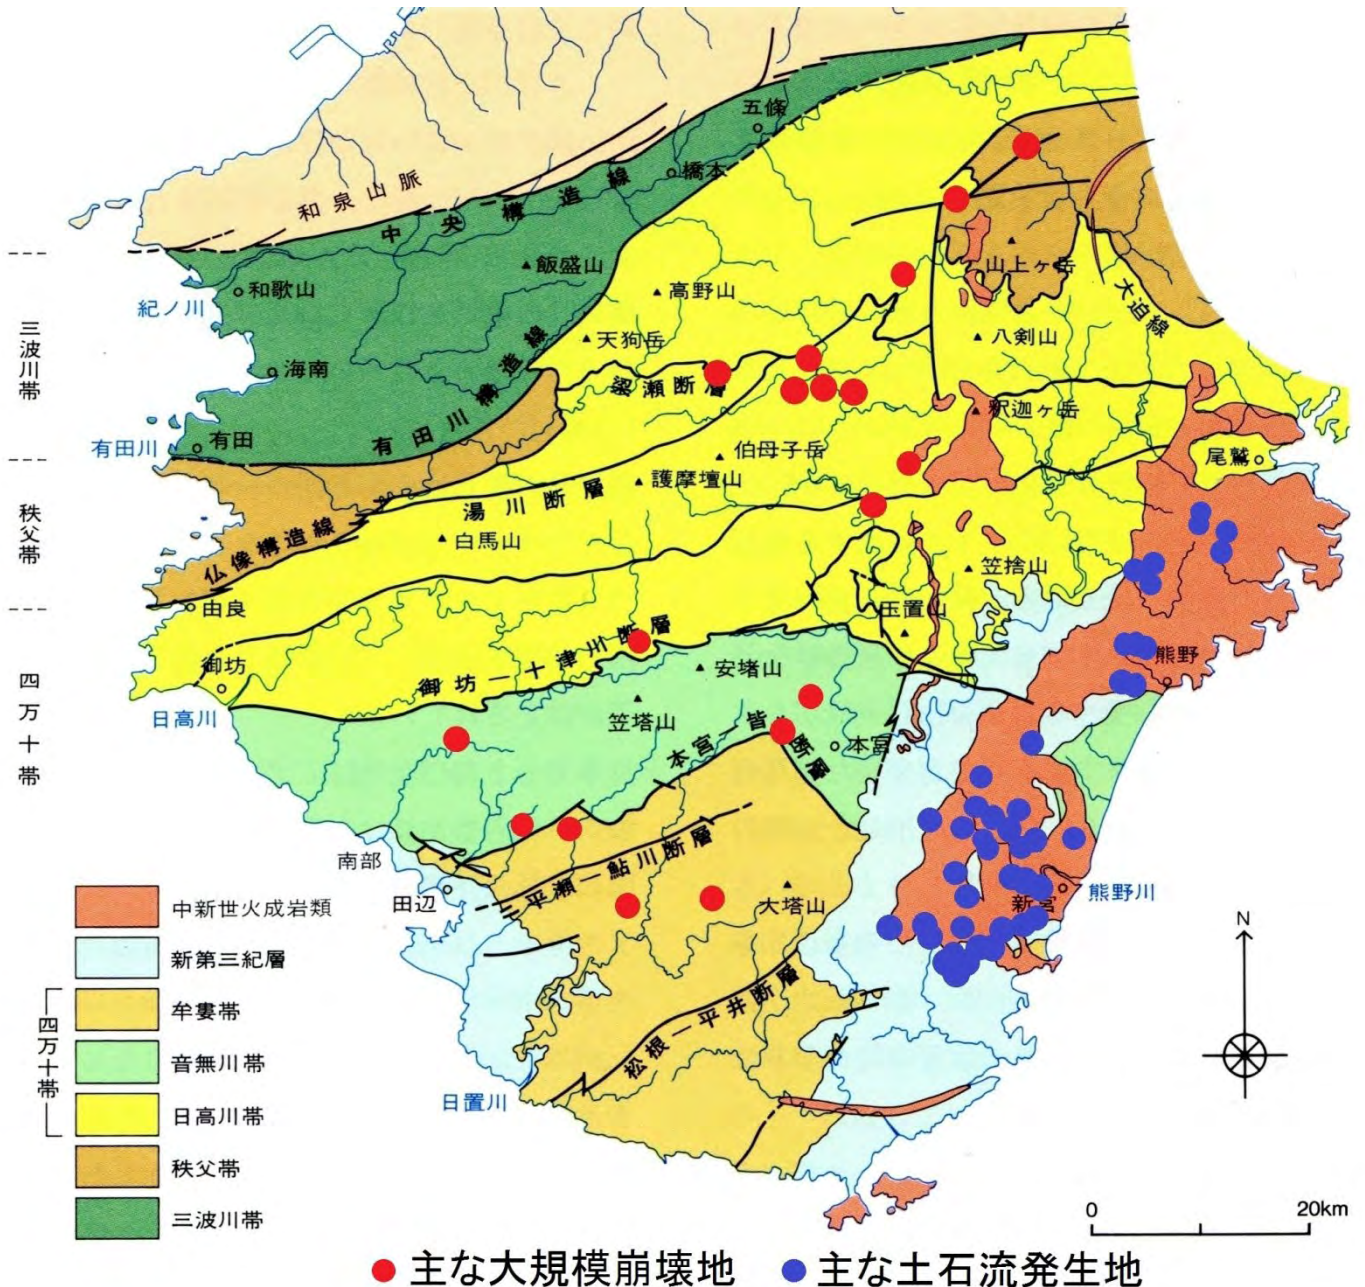 五條
橋本
和泉山脈
中央構造線
飯盛山
和歌山
紀ノ川
高野山
山上ヶ岳
大迫線
三波川帯
天狗岳
八剣山
海南
有田川構造線
梁瀬断層
釈迦ヶ岳
有田
有田川
伯母子岳
尾鷲
護摩壇山
湯川断層
秩父帯
仏像構造線
白馬山
笠捨山
由良
玉置山
御坊
御坊―十津川断層
熊野
安堵山
四万十帯
日高川
笠塔山
本宮―皆
断層
本宮
南部
平瀬―鮎川断層
田辺
大塔山
新宮
熊野川
松根―平井断層
日置川
中新世火成岩類
新第三紀層
四万十帯
牟婁帯
音無川帯
日高川帯
秩父帯
三波川帯
N
0 20km
主な大規模崩壊地 主な土石流発生地